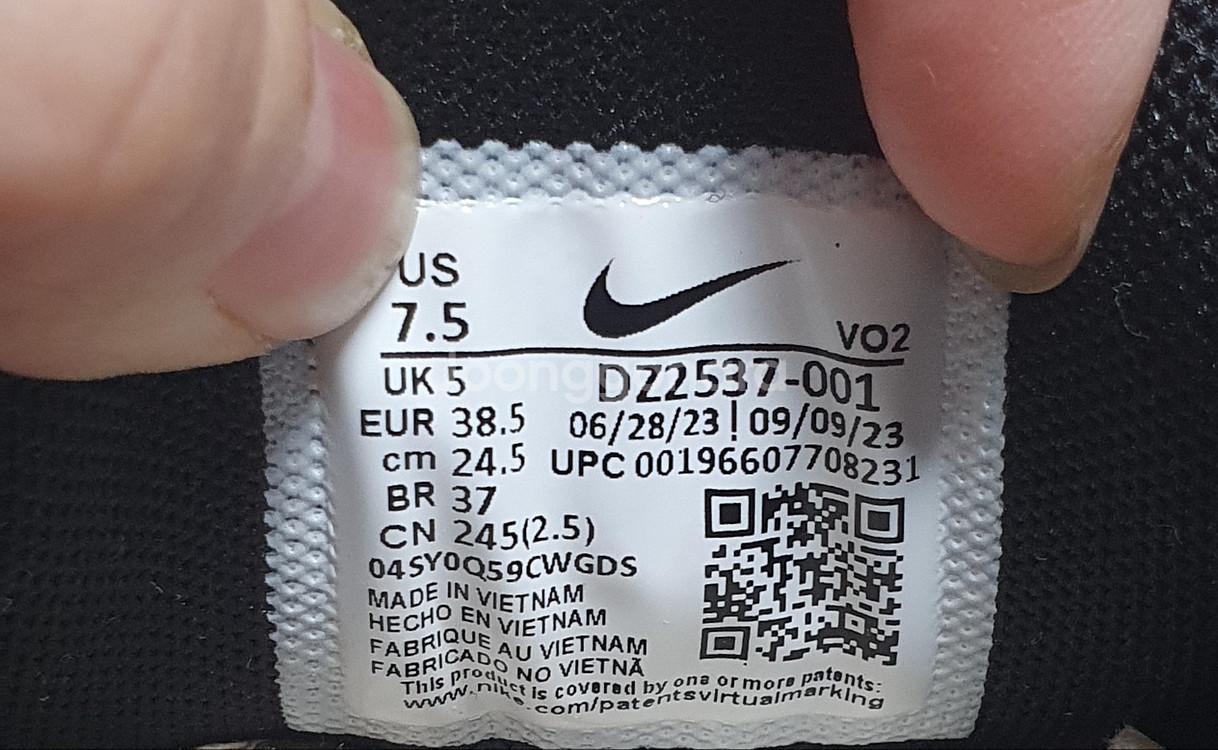 US
7.5
VO2
UK 5
DZ2537-001
EUR 38.5
06/28/23 | 09/09/23
cm 24.5
UPC 00196607708231
BR 37
CN 245(2.5)
04SY0Q59CWGDS
MADE IN VIETNAM
HECHO EN VIETNAM
FABRIQUE AU VIETNAM
FABRICADO NO VIETNÃ
This product is covered by one or more patents:
www.nike.com/patentsvirtualmarking